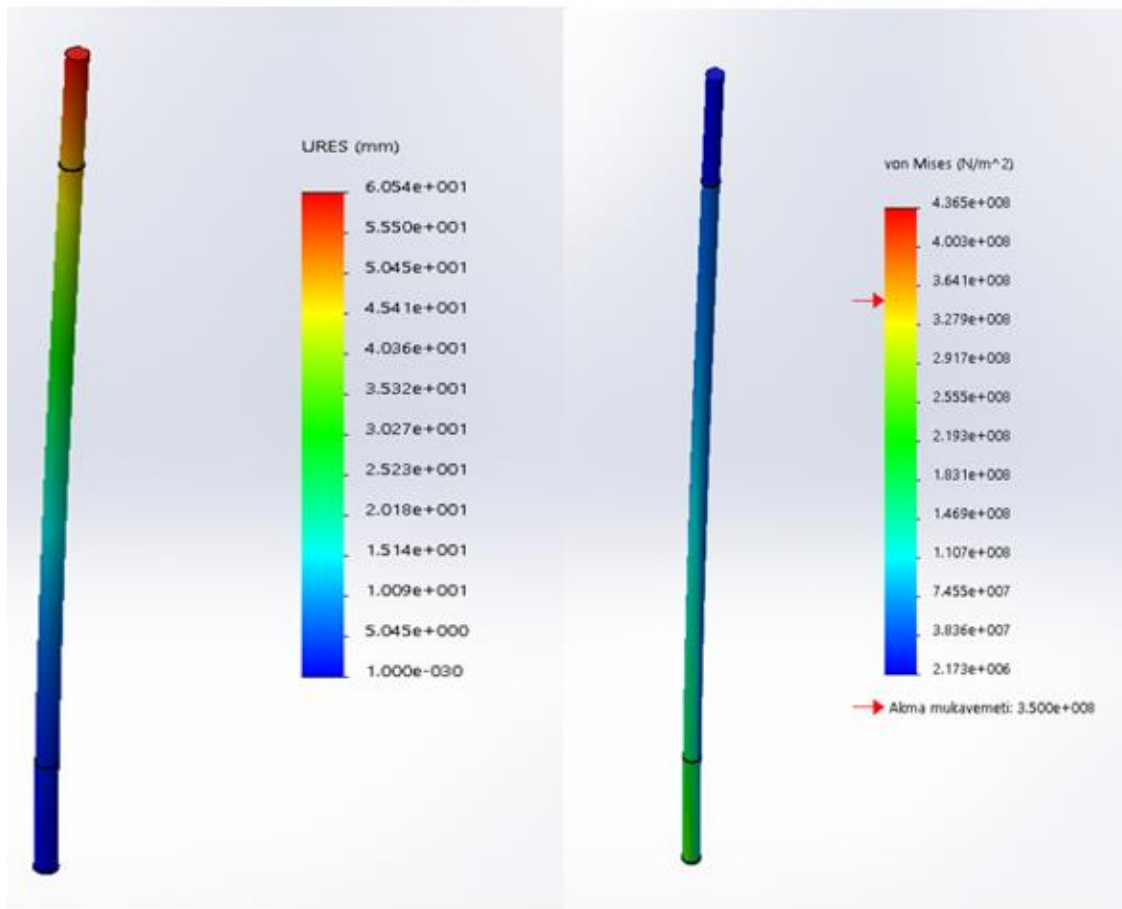 URES (mm)
6.054e+001
5.550e+001
5.045e+001
4.541e+001
4.036e+001
3.532e+001
3.027e+001
2.523e+001
2.018e+001
1.514e+001
1.009e+001
5.045e+000
1.000e-030
von Mises (N/m^2)
4.365e+008
4.003e+008
3.641e+008
3.279e+008
2.917e+008
2.555e+008
2.193e+008
1.831e+008
1.469e+008
1.107e+008
7.455e+007
3.836e+007
2.173e+006
Akma mukavemeti: 3.500e+008